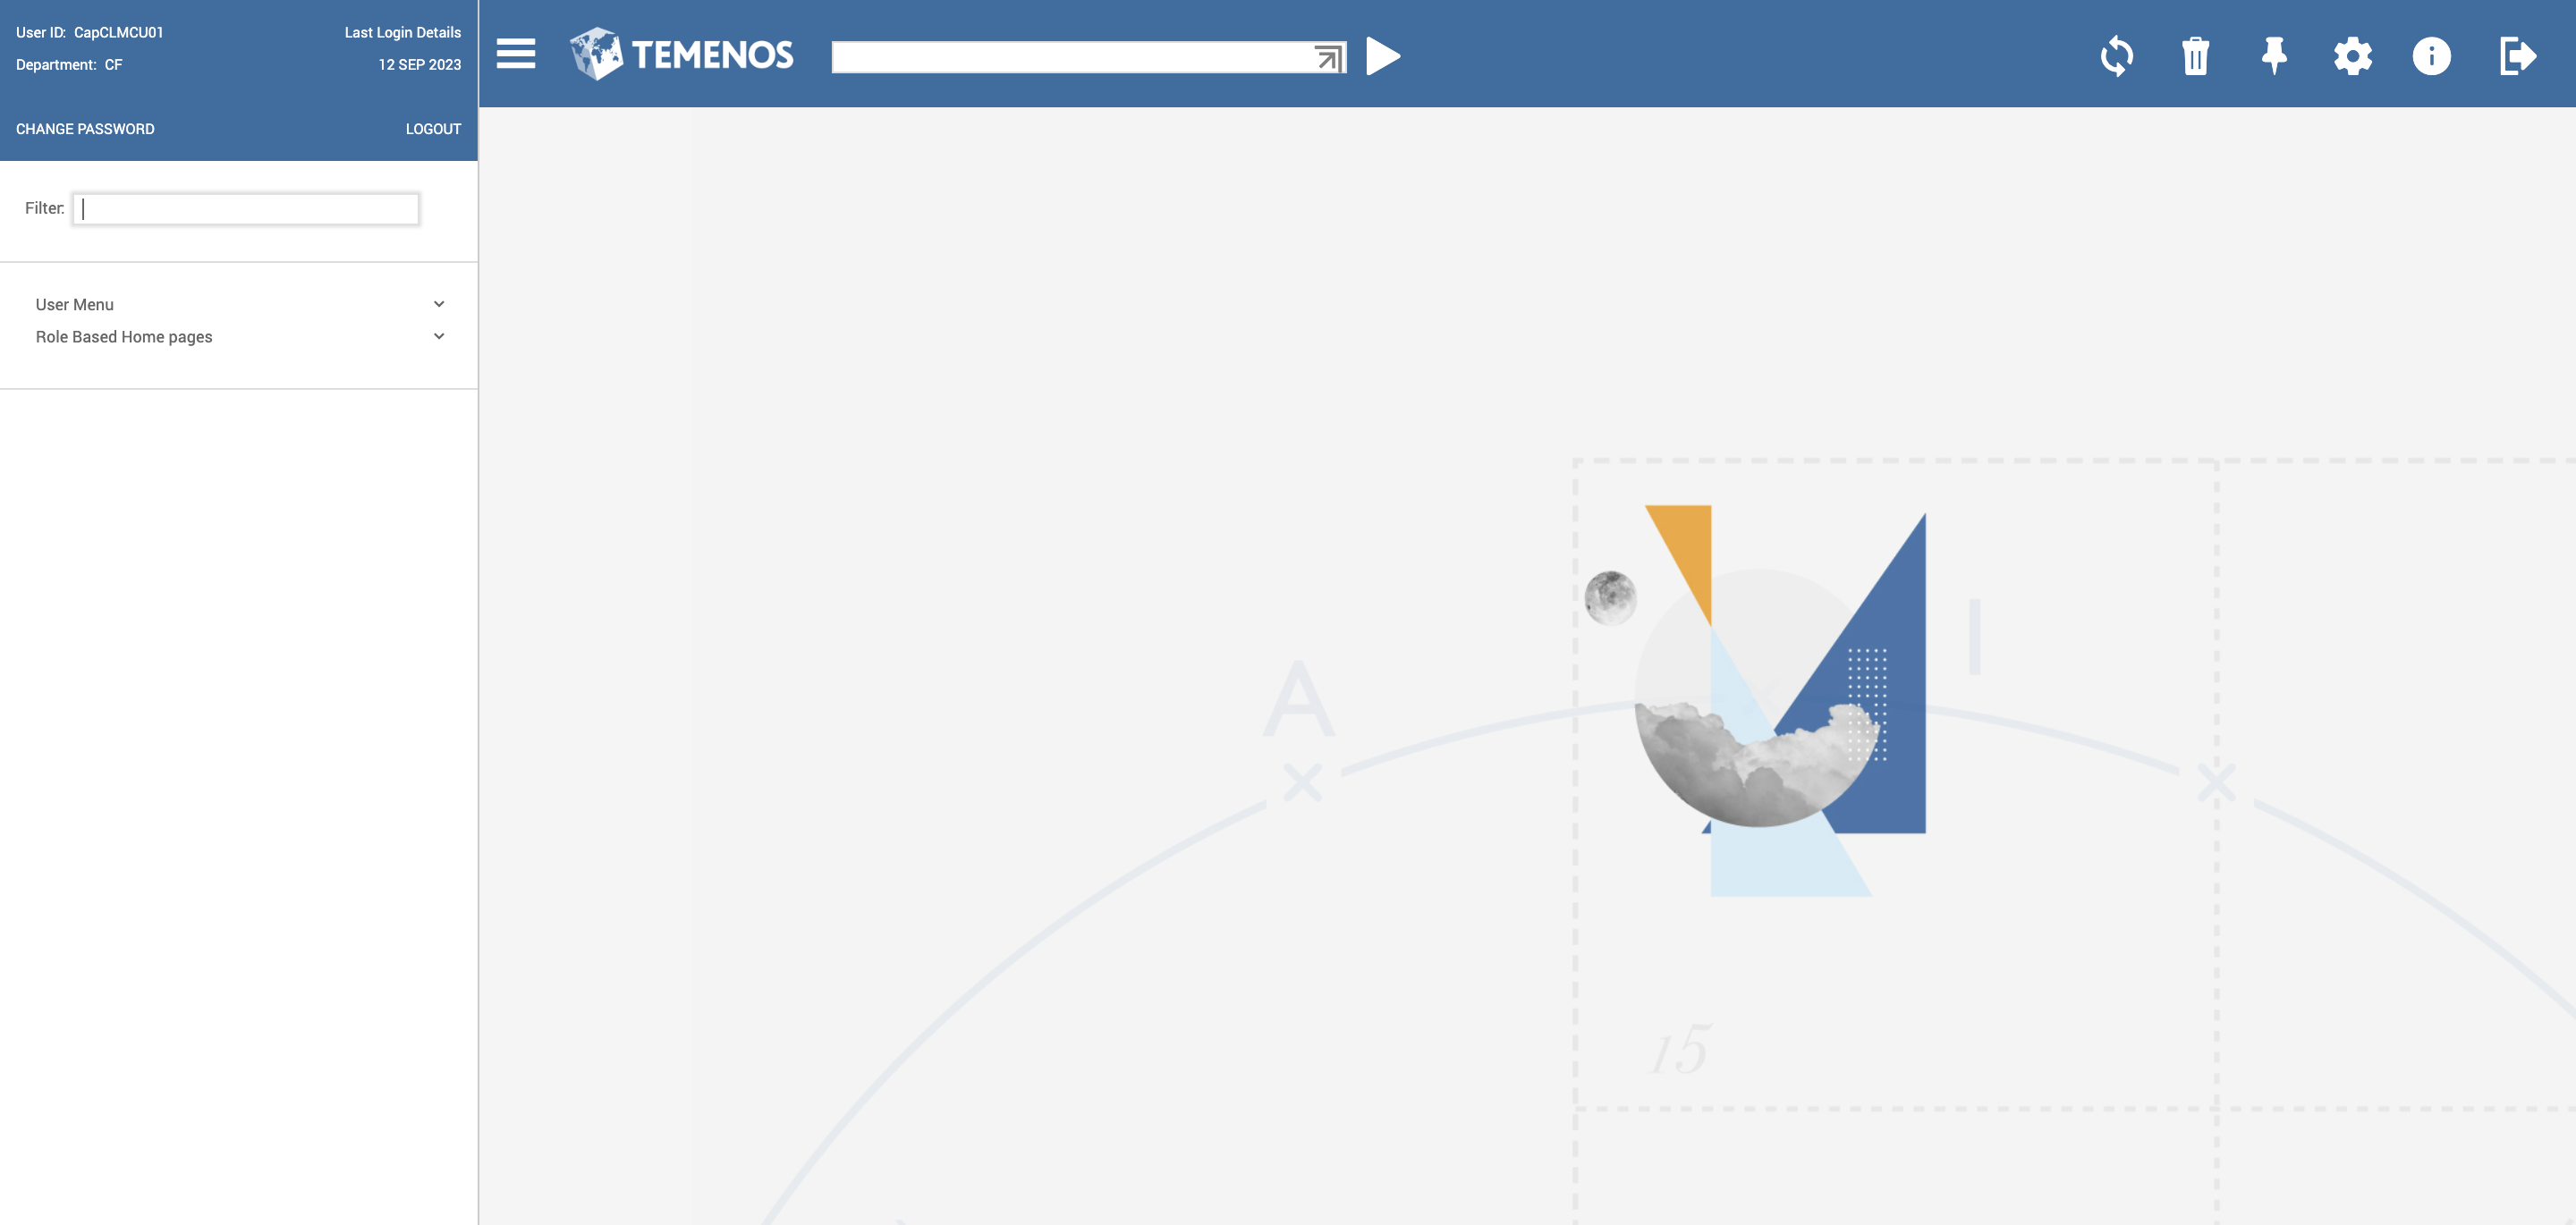 User ID: CapCLMCU01
Last Login Details
Department: CF
12 SEP 2023
CHANGE PASSWORD
LOGOUT
TEMENOS
Filter:
User Menu
Role Based Home pages
A
I
15